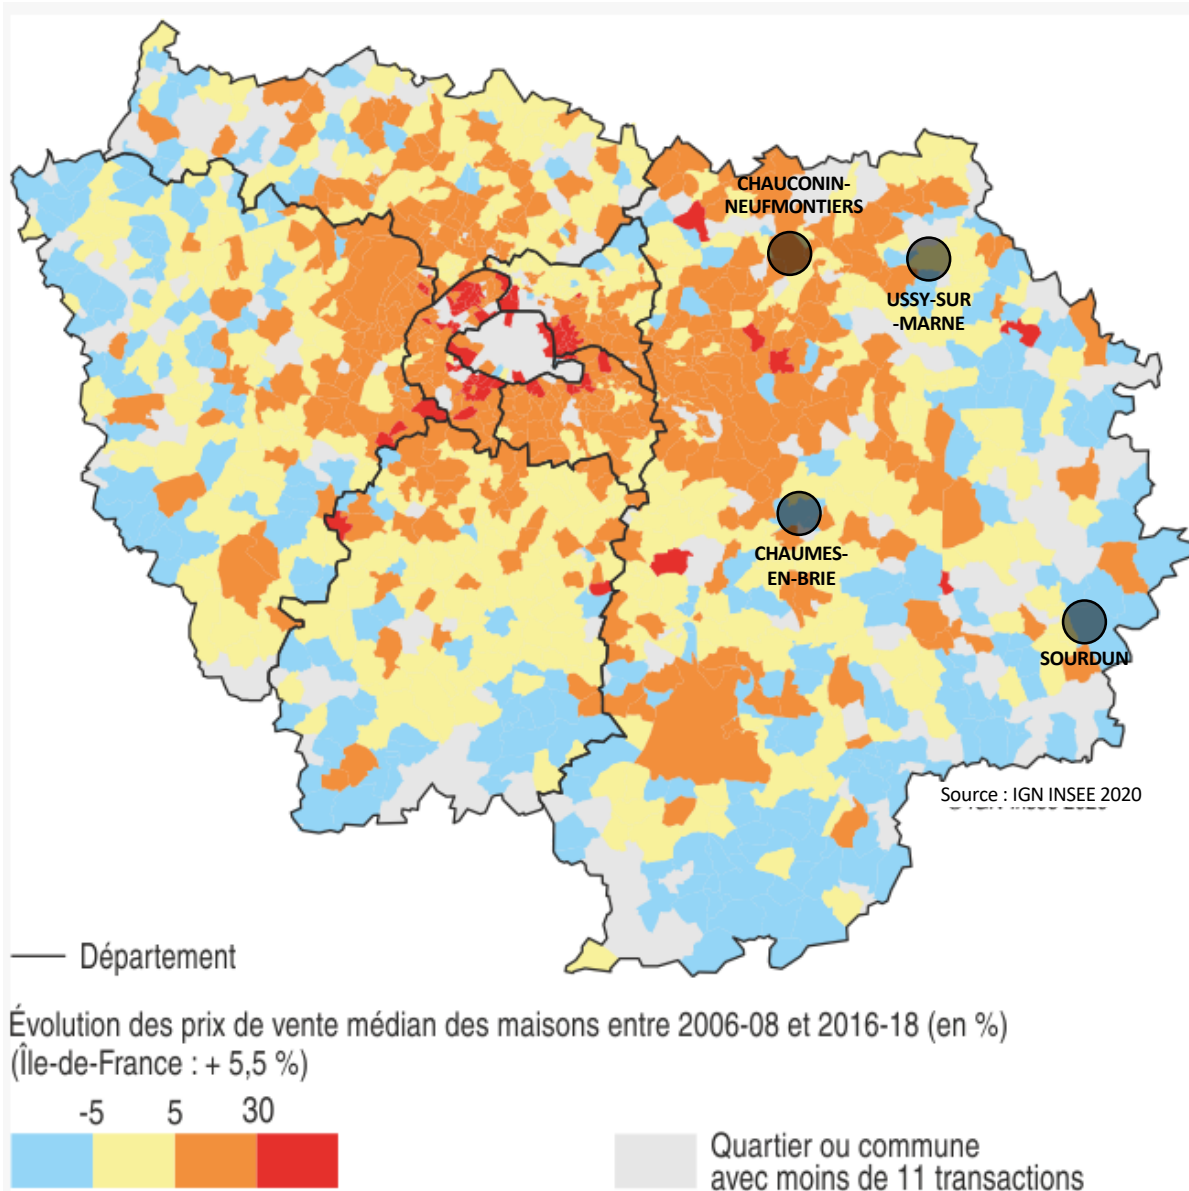 CHAUCONIN-
NEUFMONTIERS
USSY-SUR
-MARNE
CHAUMES-
EN-BRIE
SOURDUN
Source : IGN INSEE 2020
Département
Évolution des prix de vente médian des maisons entre 2006-08 et 2016-18 (en %)
(Île-de-France : + 5,5 %)
-5 5 30
Quartier ou commune
avec moins de 11 transactions